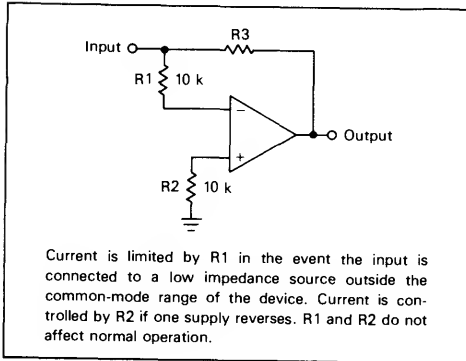 R3
Input
R1 10 k
−
Output
+
R2 10 k
Current is limited by R1 in the event the input is
connected to a low impedance source outside the
common-mode range of the device. Current is con-
trolled by R2 if one supply reverses. R1 and R2 do not
affect normal operation.